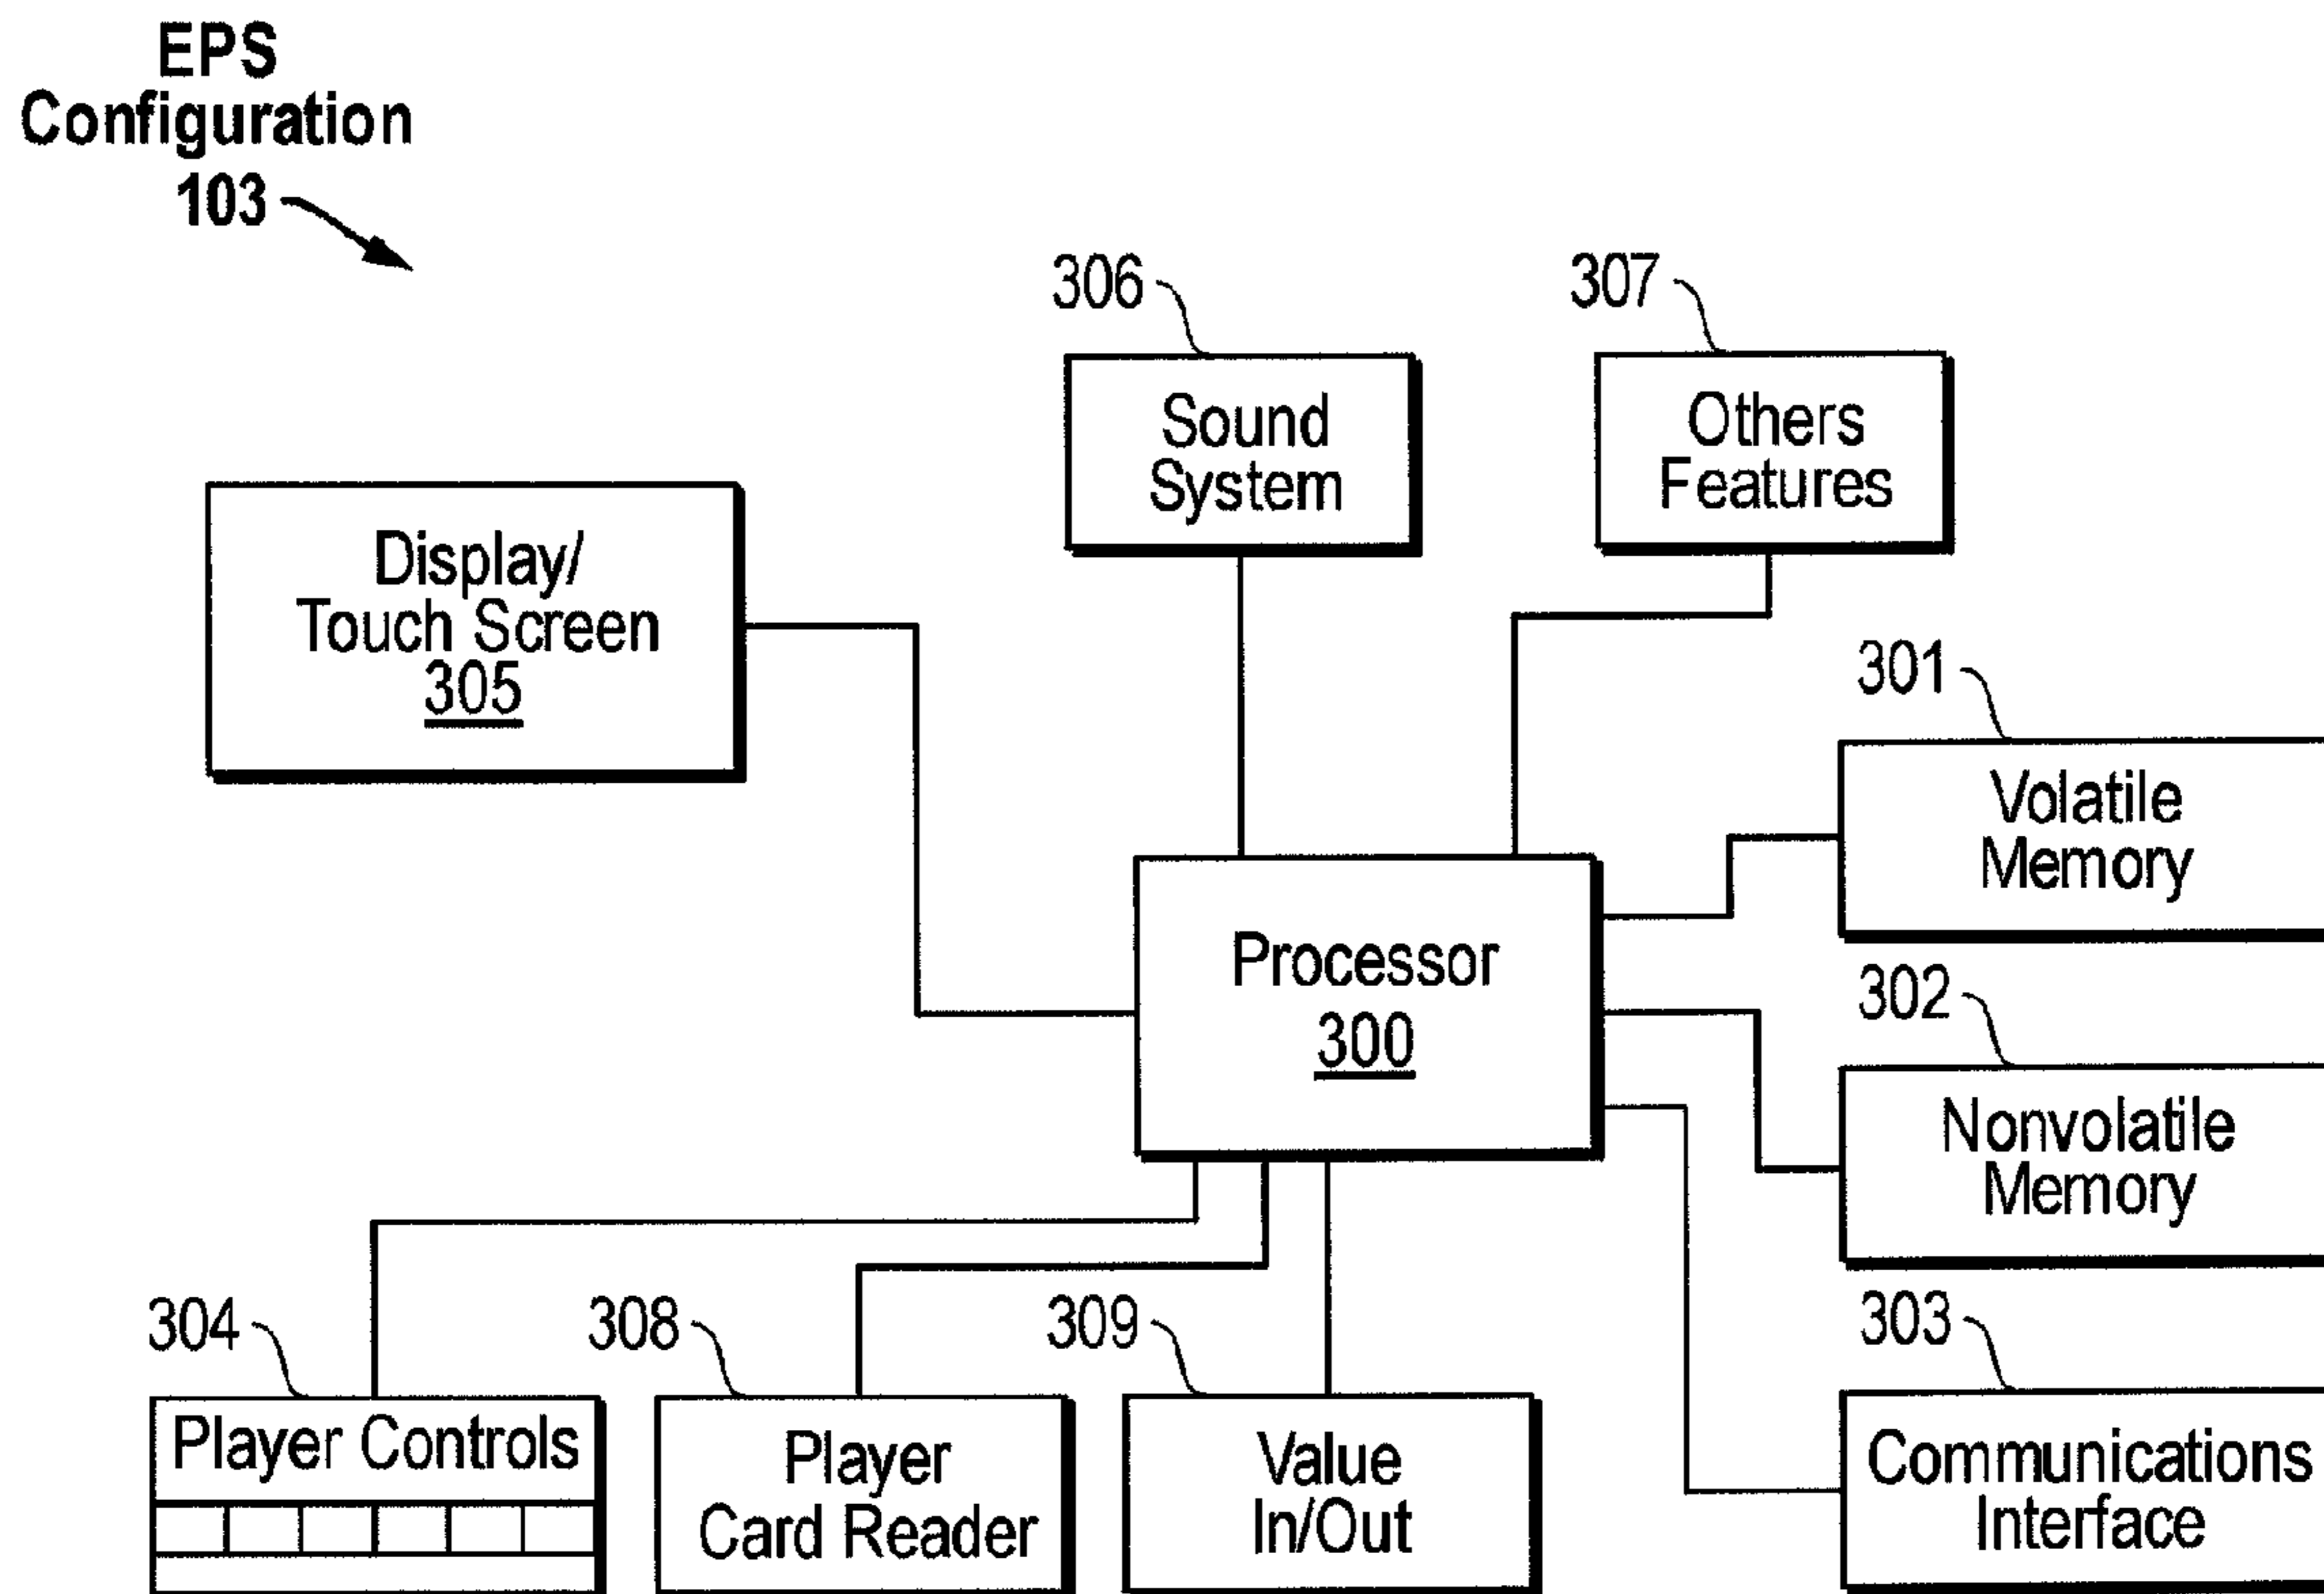 EPS
Configuration
103
306
307
Sound
System
Others
Features
Display/
Touch Screen
305
301
Volatile
Memory
Processor
300
302
Nonvolatile
Memory
304
308
309
303
Player Controls
Player
Card Reader
Value
In/Out
Communications
Interface